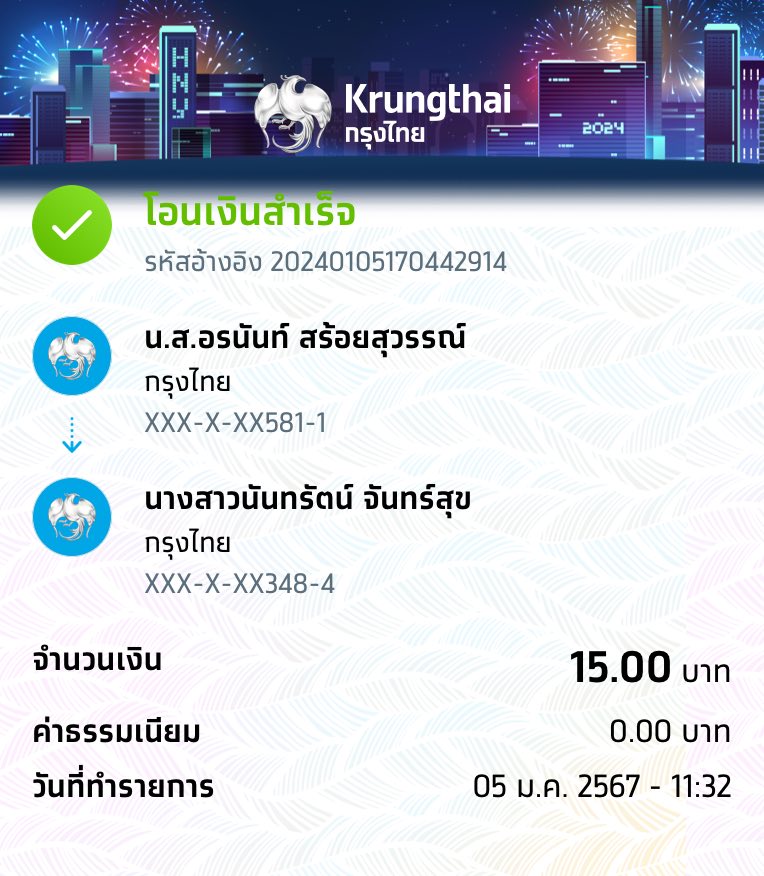 HNY
Krungthai
กรุงไทย
2024
โอนเงินสำเร็จ
รหัสอ้างอิง 20240105170442914
น.ส.อรนันท์ สร้อยสุวรรณ์
กรุงไทย
XXX-X-XX581-1
นางสาวนันทรัตน์ จันทร์สุข
กรุงไทย
XXX-X-XX348-4
จำนวนเงิน 15.00 บาท
ค่าธรรมเนียม 0.00 บาท
วันที่ทำรายการ 05 ม.ค. 2567 - 11:32